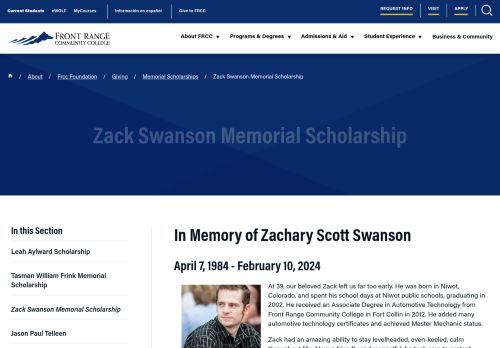 Current Students eWOLF MyCourses Información en español Give to FRCC REQUEST INFO VISIT APPLY
FRONT RANGE
COMMUNITY COLLEGE
About FRCC Programs & Degrees Admissions & Aid Student Experience Business & Community
/ About / Frcc Foundation / Giving / Memorial Scholarships / Zack Swanson Memorial Scholarship
Zack Swanson Memorial Scholarship
In this Section
Leah Aylward Scholarship
Tasman William Frink Memorial
Scholarship
Zack Swanson Memorial Scholarship
Jason Paul Telleen
In Memory of Zachary Scott Swanson
April 7, 1984 - February 10, 2024
At 39, our beloved Zack left us far too early. He was born in Niwot,
Colorado, and spent his school days at Niwot public schools, graduating in
2002. He received an Associate Degree in Automotive Technology from
Front Range Community College in Fort Collin in 2012. He added many
automotive technology certificates and achieved Master Mechanic status.
Zack had an amazing ability to stay levelheaded, even-keeled, calm